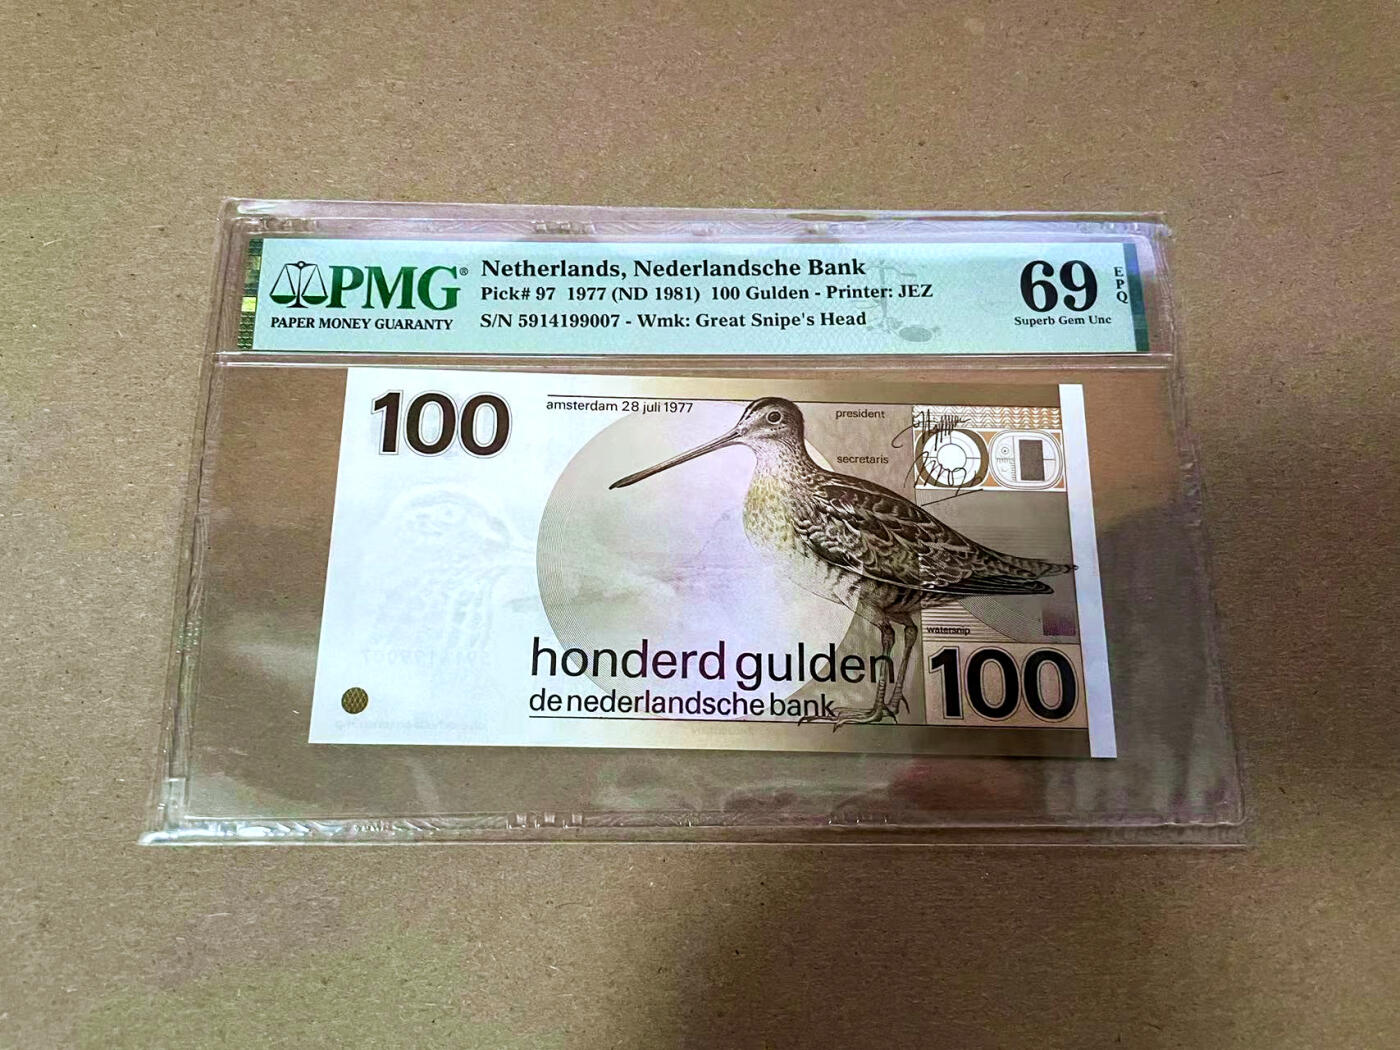 PMG®
PAPER MONEY GUARANTY
Netherlands, Nederlandsche Bank
Pick# 97 1977 (ND 1981) 100 Gulden - Printer: JEZ
S/N 5914199007 - Wmk: Great Snipe's Head
69
EPQ
Superb Gem Unc
100
amsterdam 28 juli 1977
president
secretaris
watersnip
honderd gulden
de nederlandsche bank
100